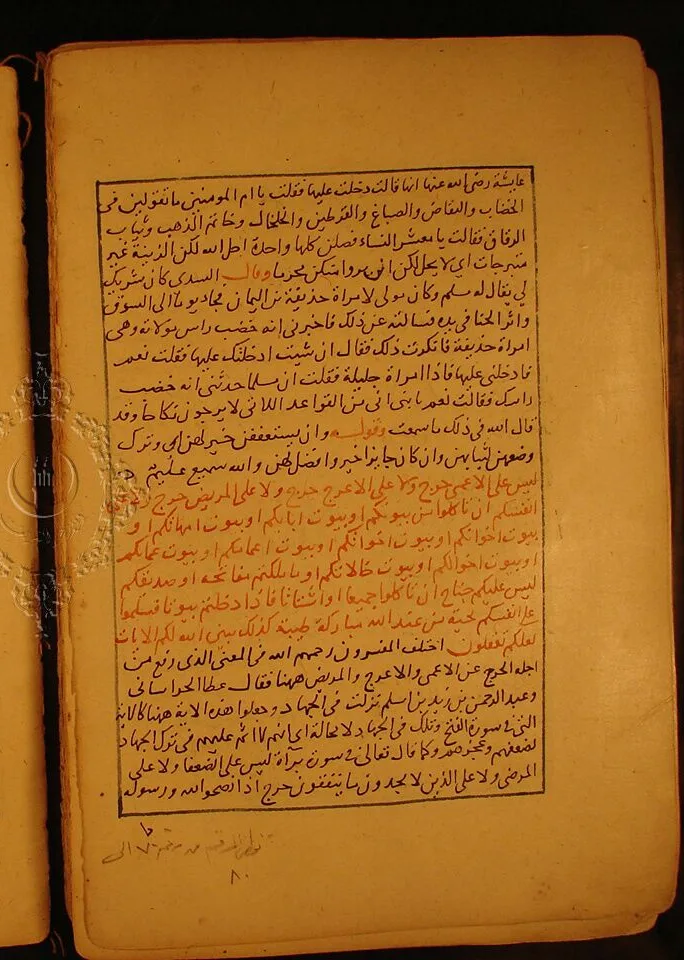 عايشة رضي الله عنها انها قالت دخلت عليها فقلت يا ام المومنين ما تقولين في
الخضاب والنفاض والصباغ والقرطين والخلخال وخاتم الذهب وثياب
الرقاق فقالت يا معشر النساء قصتكن كلها واحدة احل الله لكن الزينة غير
متبرجات اي لا يحل لكن ان يروا منكن محرما وقال السدي كان شريك
لي يقال له مسلم وكان مولى لامراة حذيفة بن اليمان فجاء يوما الى السوق
واثر الحنا في يده فسالته عن ذلك فاخبرني انه خضب راس مولاته وهي
امراة حذيفة فانكرت ذلك فقال ان شيت ادخلتك عليها فقلت نعم
فادخلني عليها فاذا امراة جليلة فقلت ان مسلما حدثني انه خضب
راسك فقالت نعم يا بني اني من القواعد اللاتي لا يرجون نكاحا وقد
قال الله في ذلك ما سمعت وقوله وان يستعففن خير لهن اي وترك
وضعهن لثيابهن وان كان جايزا خير وافضل لهن والله سميع عليم
ليس على الاعمى حرج ولا على الاعرج حرج ولا على المريض حرج ولا على
انفسكم ان تاكلوا من بيوتكم او بيوت ابائكم او بيوت امهاتكم او
بيوت اخوانكم او بيوت اخواتكم او بيوت اعمامكم او بيوت عماتكم
او بيوت اخوالكم او بيوت خالاتكم او ما ملكتم مفاتحه او صديقكم
ليس عليكم جناح ان تاكلوا جميعا او اشتاتا فاذا دخلتم بيوتا فسلموا
على انفسكم تحية من عند الله مباركة طيبة كذلك يبين الله لكم الايات
لعلكم تعقلون اختلف المفسرون رحمهم الله في المعنى الذي رفع من
اجله الحرج عن الاعمى والاعرج والمريض ههنا فقال عطا الخراساني
وعبد الرحمن بن زيد بن اسلم نزلت في الجهاد وجعلوا هذه الاية ههنا كالاية
التي في سورة الفتح وتلك في الجهاد لا محالة اي انهم لا اثم عليهم في ترك الجهاد
لضعفهم وعجزهم وكما قال تعالى في سورة براة ليس على الضعفا ولا على
المرضى ولا على الذين لا يجدون ما ينفقون حرج اذا نصحوا لله ورسوله
من رقم ٧٠ الى
٨٠